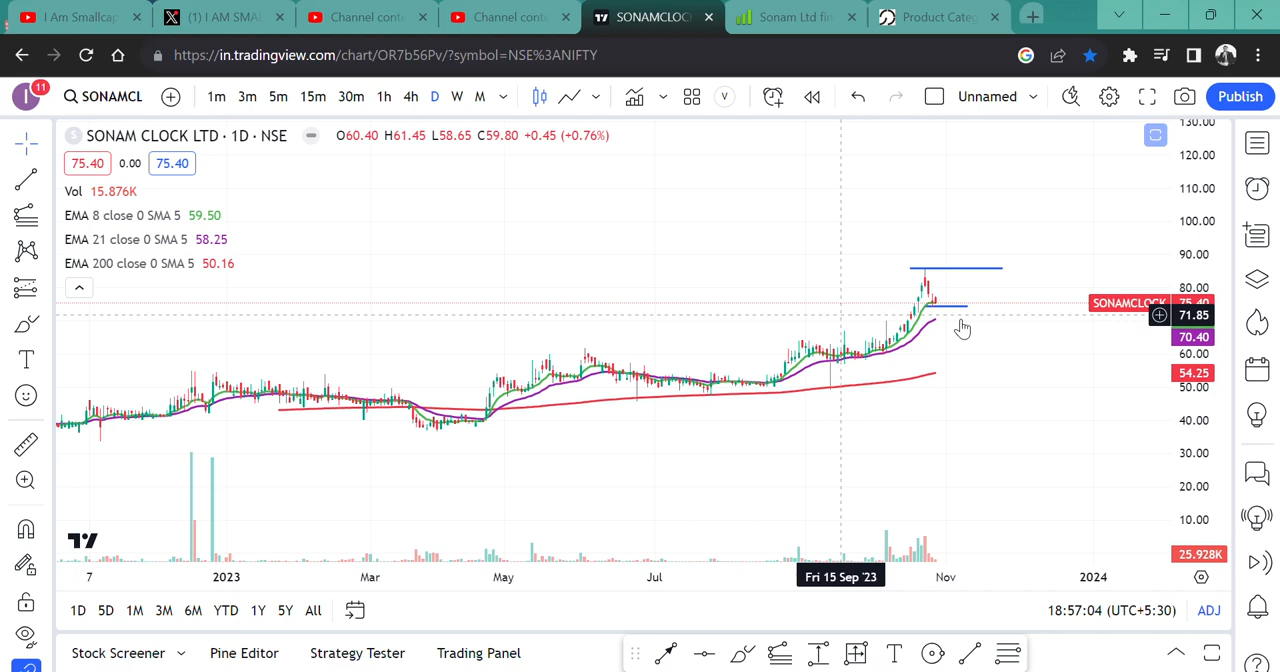 I Am Smallcap
(1) I AM SMAL
Channel cont
Channel cont
SONAMCLOC
Sonam Ltd fin
Product Categ
https://in.tradingview.com/chart/OR7b56Pv/?symbol=NSE%3ANIFTY
I 11 SONAMCL 1m 3m 5m 15m 30m 1h 4h D W M V Unnamed Publish
S SONAM CLOCK LTD · 1D · NSE O60.40 H61.45 L58.65 C59.80 +0.45 (+0.76%)
75.40 0.00 75.40
Vol 15.876K
EMA 8 close 0 SMA 5 59.50
EMA 21 close 0 SMA 5 58.25
EMA 200 close 0 SMA 5 50.16
130.00
120.00
110.00
100.00
90.00
80.00
SONAMCLOCK 75.40
71.85
70.40
60.00
54.25
50.00
40.00
30.00
20.00
10.00
25.928K
7 2023 Mar May Jul Fri 15 Sep '23 Nov 2024
1D 5D 1M 3M 6M YTD 1Y 5Y All 18:57:04 (UTC+5:30) ADJ
Stock Screener Pine Editor Strategy Tester Trading Panel